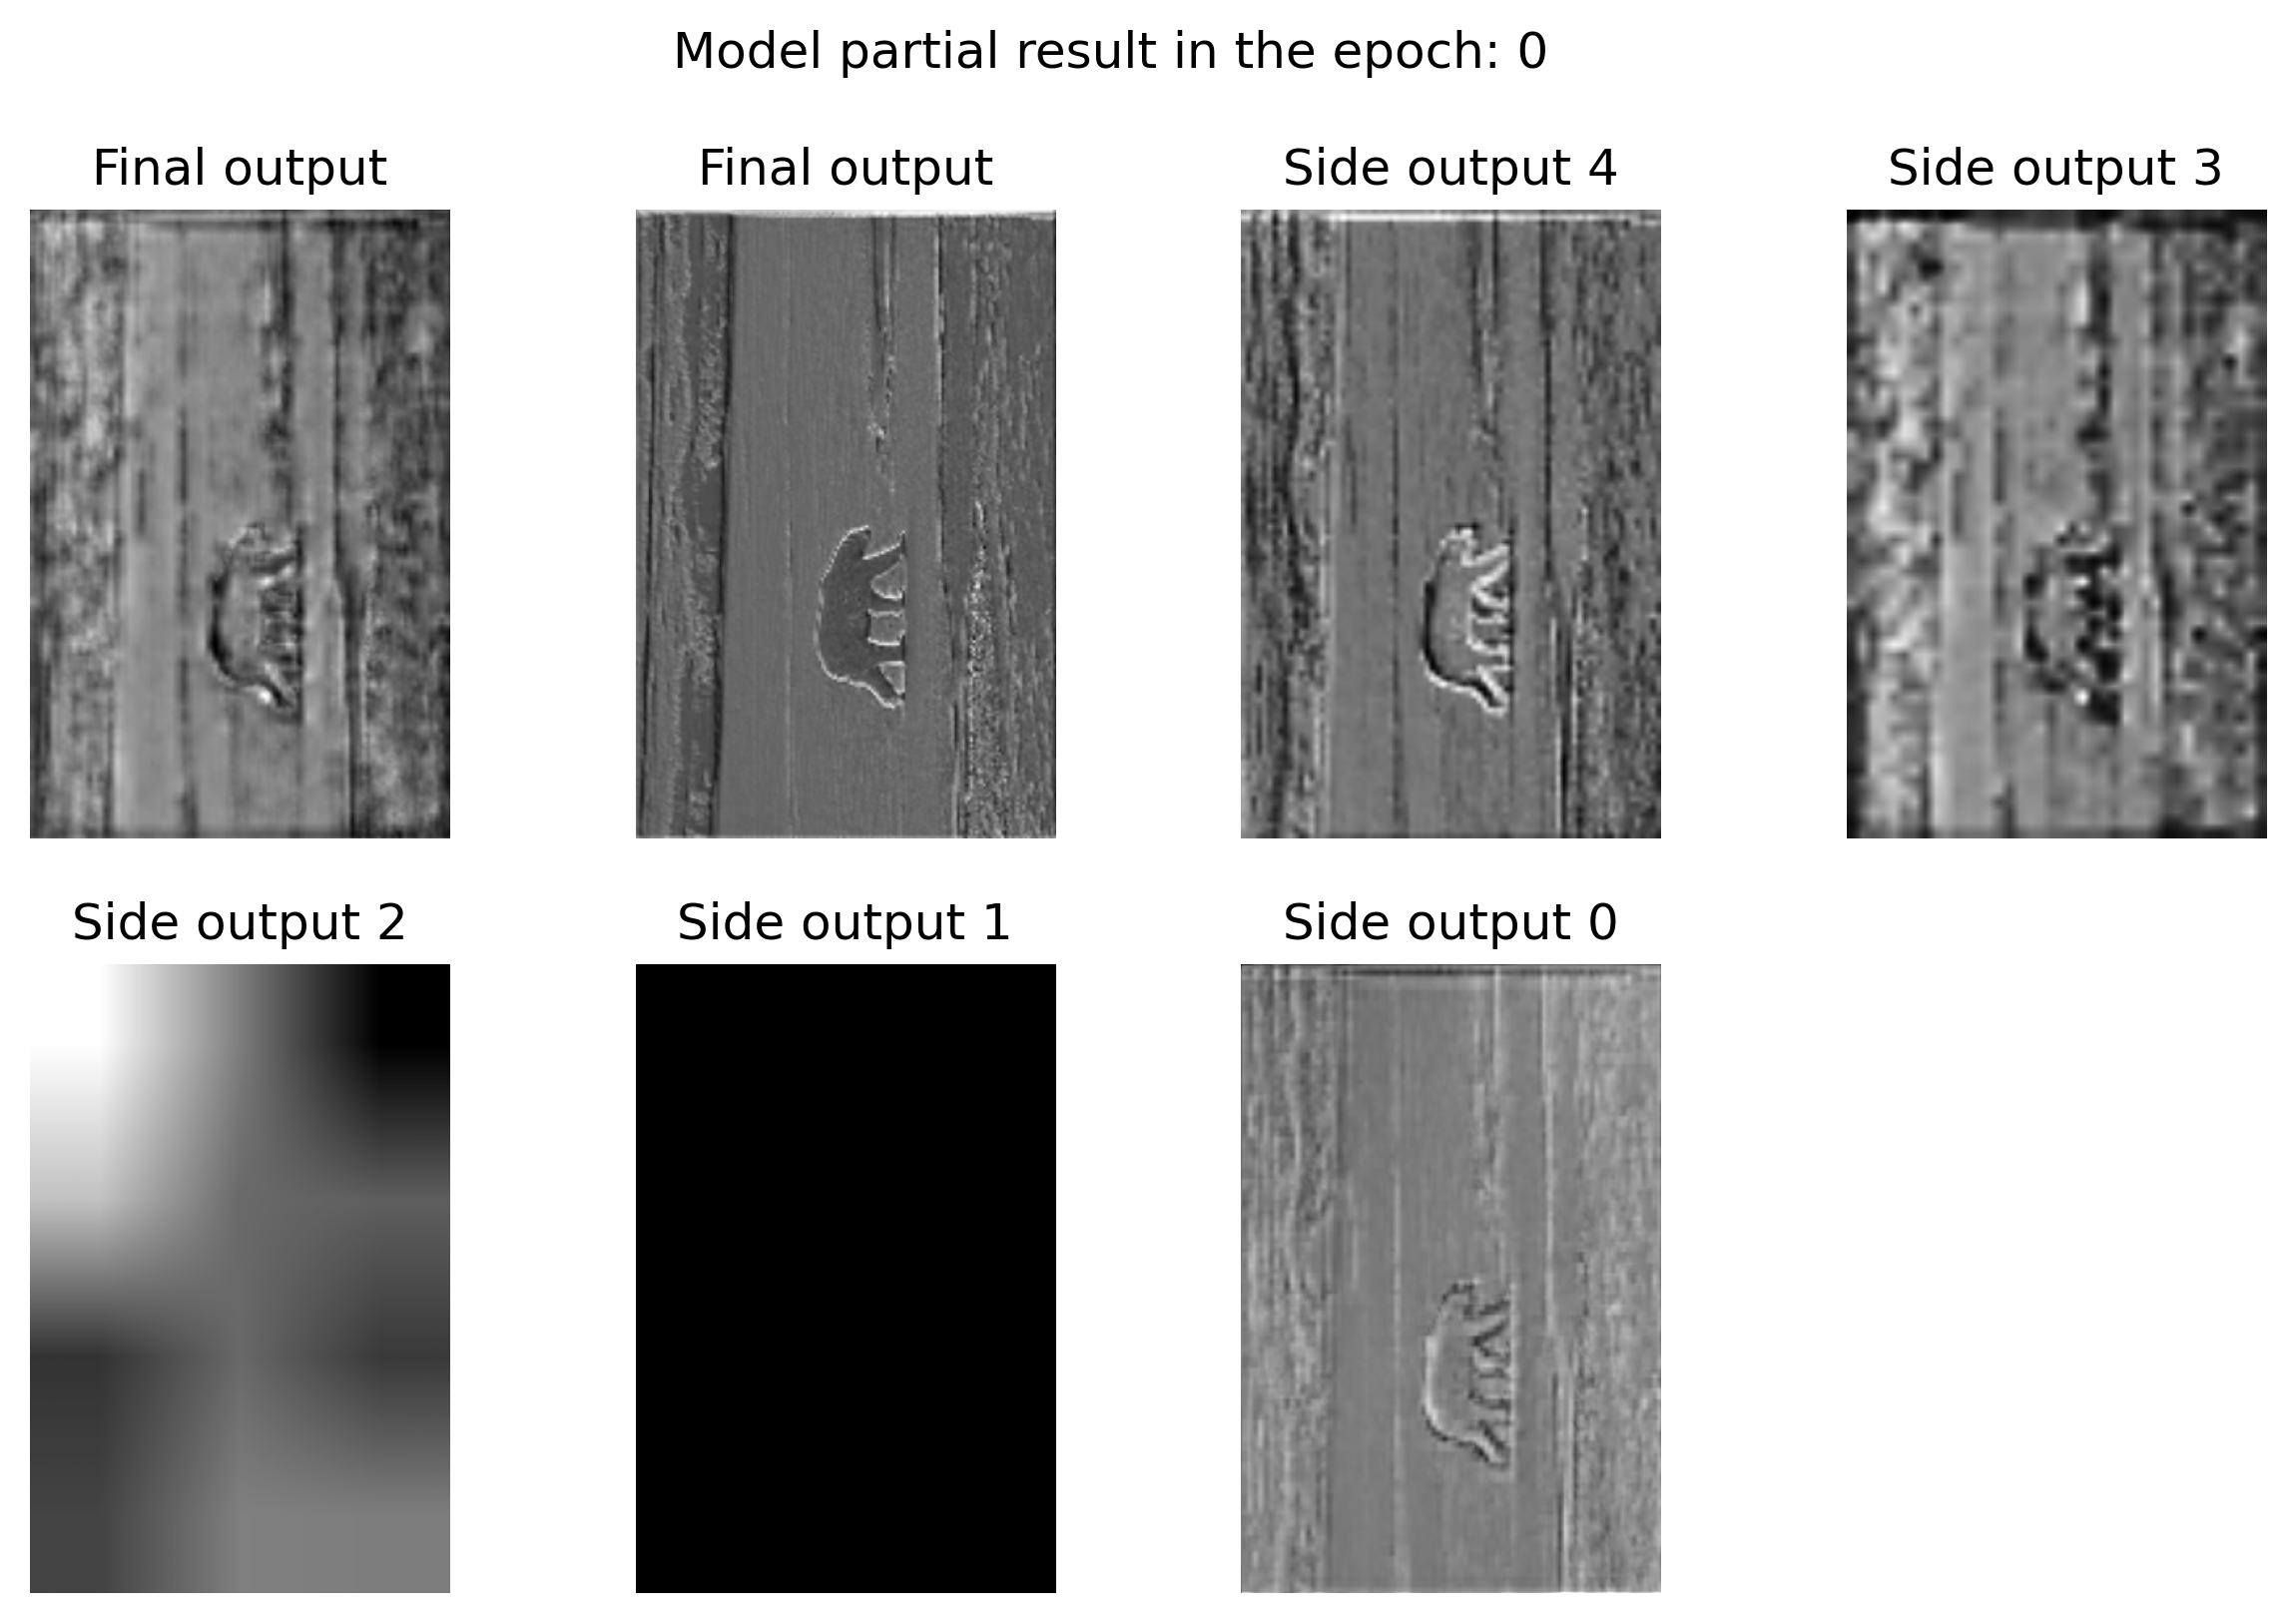 Model partial result in the epoch: 0
Final output
Final output
Side output 4
Side output 3
Side output 2
Side output 1
Side output 0